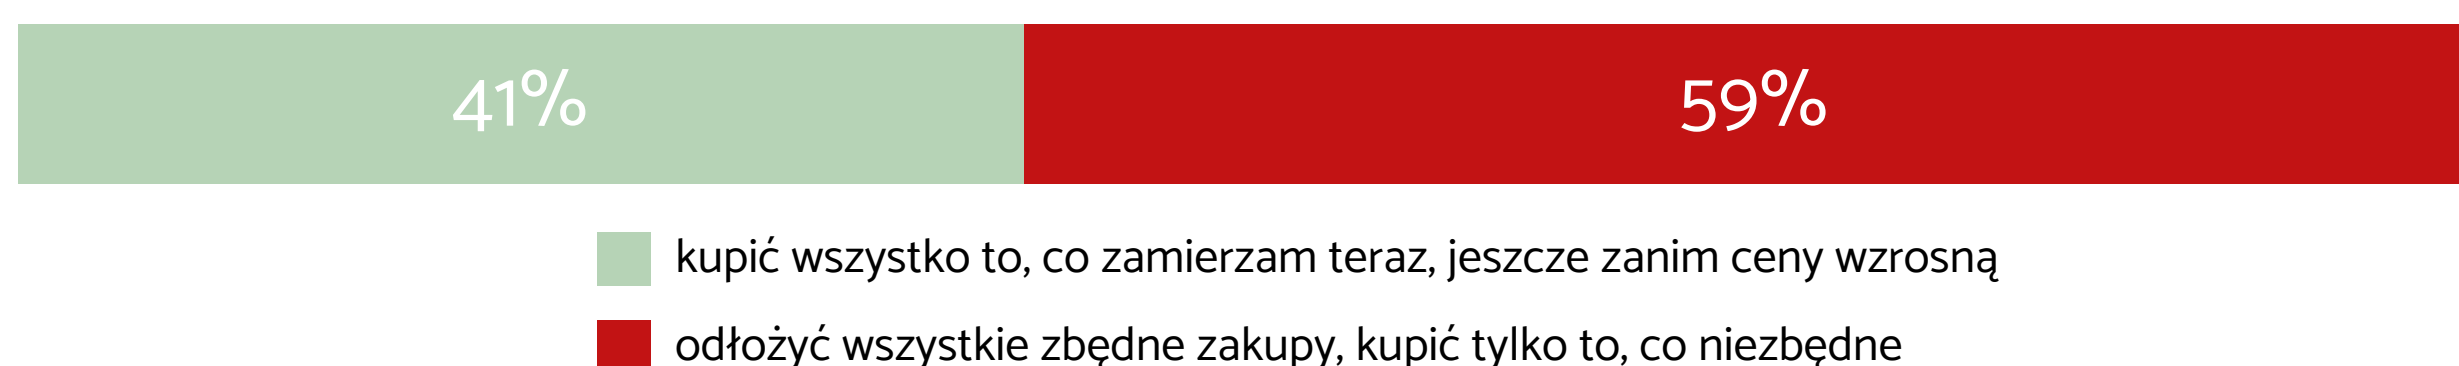 41% 59%
kupić wszystko to, co zamierzam teraz, jeszcze zanim ceny wzrosną
odłożyć wszystkie zbędne zakupy, kupić tylko to, co niezbędne